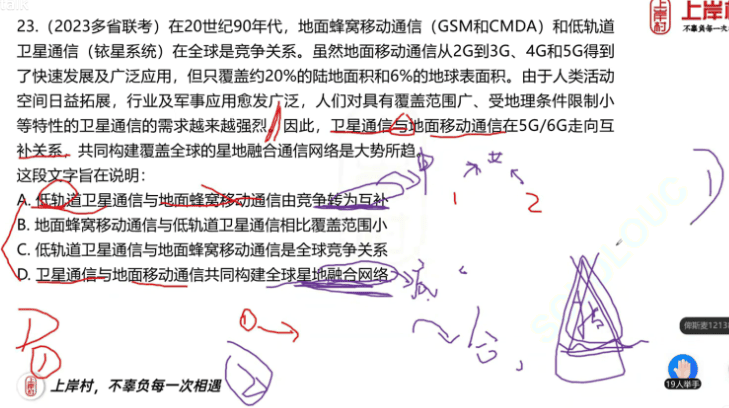 上岸村
不辜负每一次
23.（2023多省联考）在20世纪90年代，地面蜂窝移动通信（GSM和CMDA）和低轨道
卫星通信（铱星系统）在全球是竞争关系。虽然地面移动通信从2G到3G、4G和5G得到
了快速发展及广泛应用，但只覆盖约20%的陆地面积和6%的地球表面积。由于人类活动
空间日益拓展，行业及军事应用愈发广泛，人们对具有覆盖范围广、受地理条件限制小
等特性的卫星通信的需求越来越强烈。因此，卫星通信与地面移动通信在5G/6G走向互
补关系，共同构建覆盖全球的星地融合通信网络是大势所趋
这段文字旨在说明：
A. 低轨道卫星通信与地面蜂窝移动通信由竞争转为互补
1 2
B. 地面蜂窝移动通信与低轨道卫星通信相比覆盖范围小
C. 低轨道卫星通信与地面蜂窝移动通信是全球竞争关系
D. 卫星通信与地面移动通信共同构建全球星地融合网络
D
①
①
②
上岸村，不辜负每一次相遇
19人举手